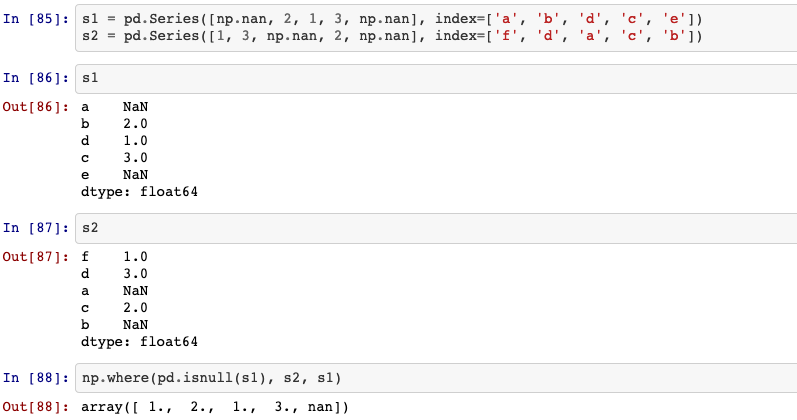 In [85]: s1 = pd.Series([np.nan, 2, 1, 3, np.nan], index=['a', 'b', 'd', 'c', 'e'])
s2 = pd.Series([1, 3, np.nan, 2, np.nan], index=['f', 'd', 'a', 'c', 'b'])
In [86]: s1
Out[86]: a NaN
b 2.0
d 1.0
c 3.0
e NaN
dtype: float64
In [87]: s2
Out[87]: f 1.0
d 3.0
a NaN
c 2.0
b NaN
dtype: float64
In [88]: np.where(pd.isnull(s1), s2, s1)
Out[88]: array([ 1., 2., 1., 3., nan])